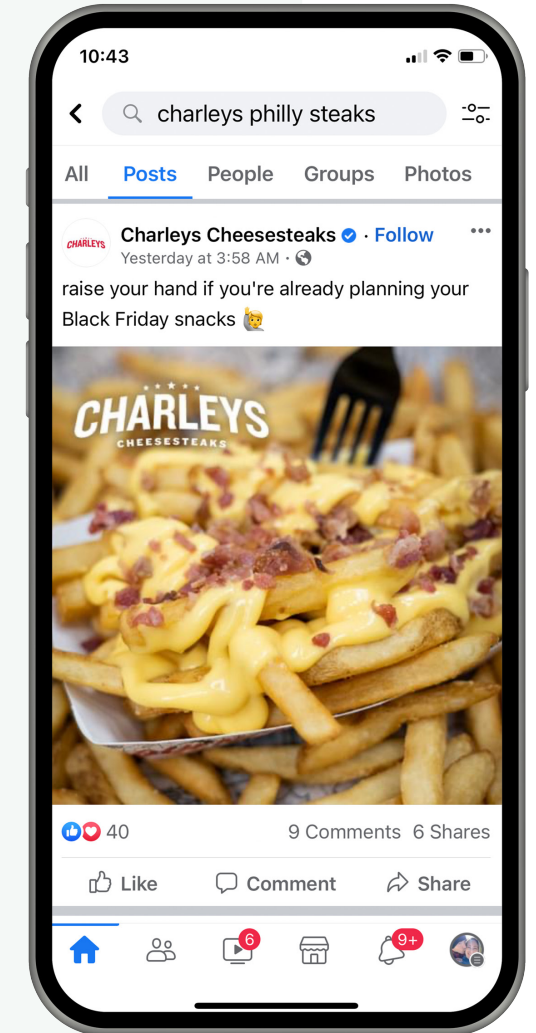 10:43
charleys philly steaks
All Posts People Groups Photos
CHARLEYS
Charleys Cheesesteaks · Follow
Yesterday at 3:58 AM ·
raise your hand if you're already planning your
Black Friday snacks 🙋‍♂️
CHARLEYS
CHEESESTEAKS
40 9 Comments 6 Shares
Like Comment Share
6 9+